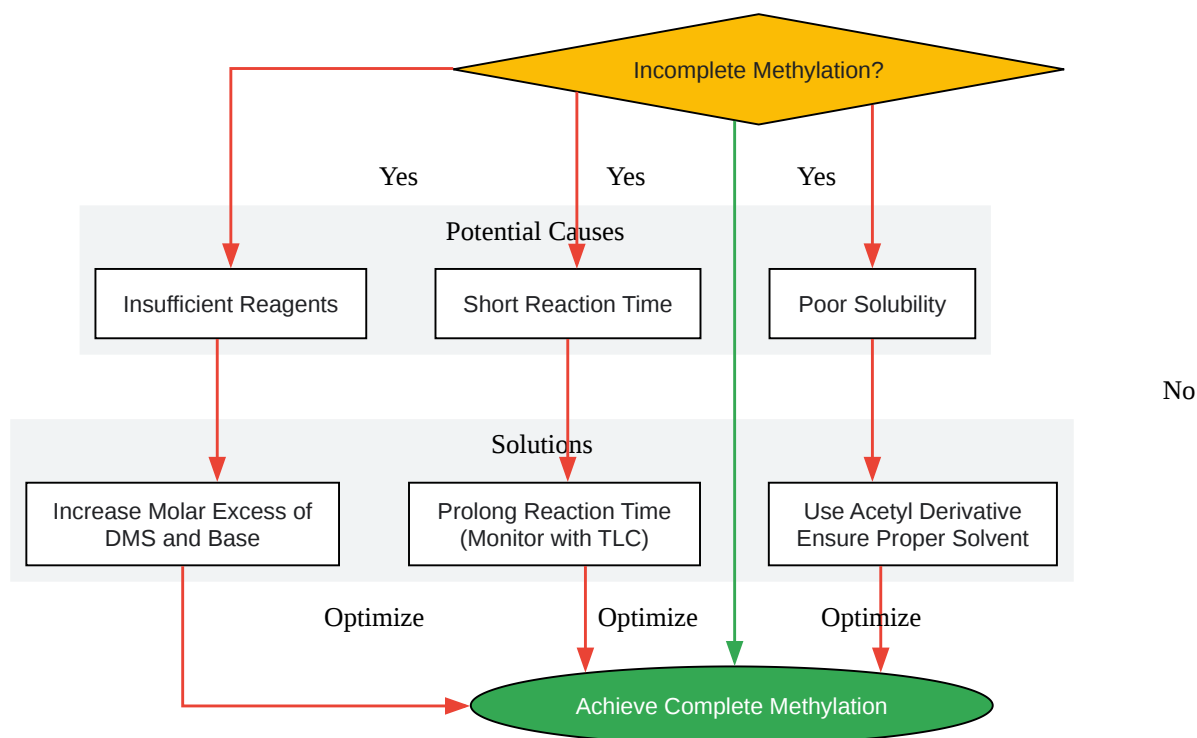 Incomplete Methylation?
Yes
Yes
Yes
Potential Causes
Insufficient Reagents
Short Reaction Time
Poor Solubility
No
Solutions
Increase Molar Excess of
DMS and Base
Prolong Reaction Time
(Monitor with TLC)
Use Acetyl Derivative
Ensure Proper Solvent
Optimize
Optimize
Optimize
Achieve Complete Methylation